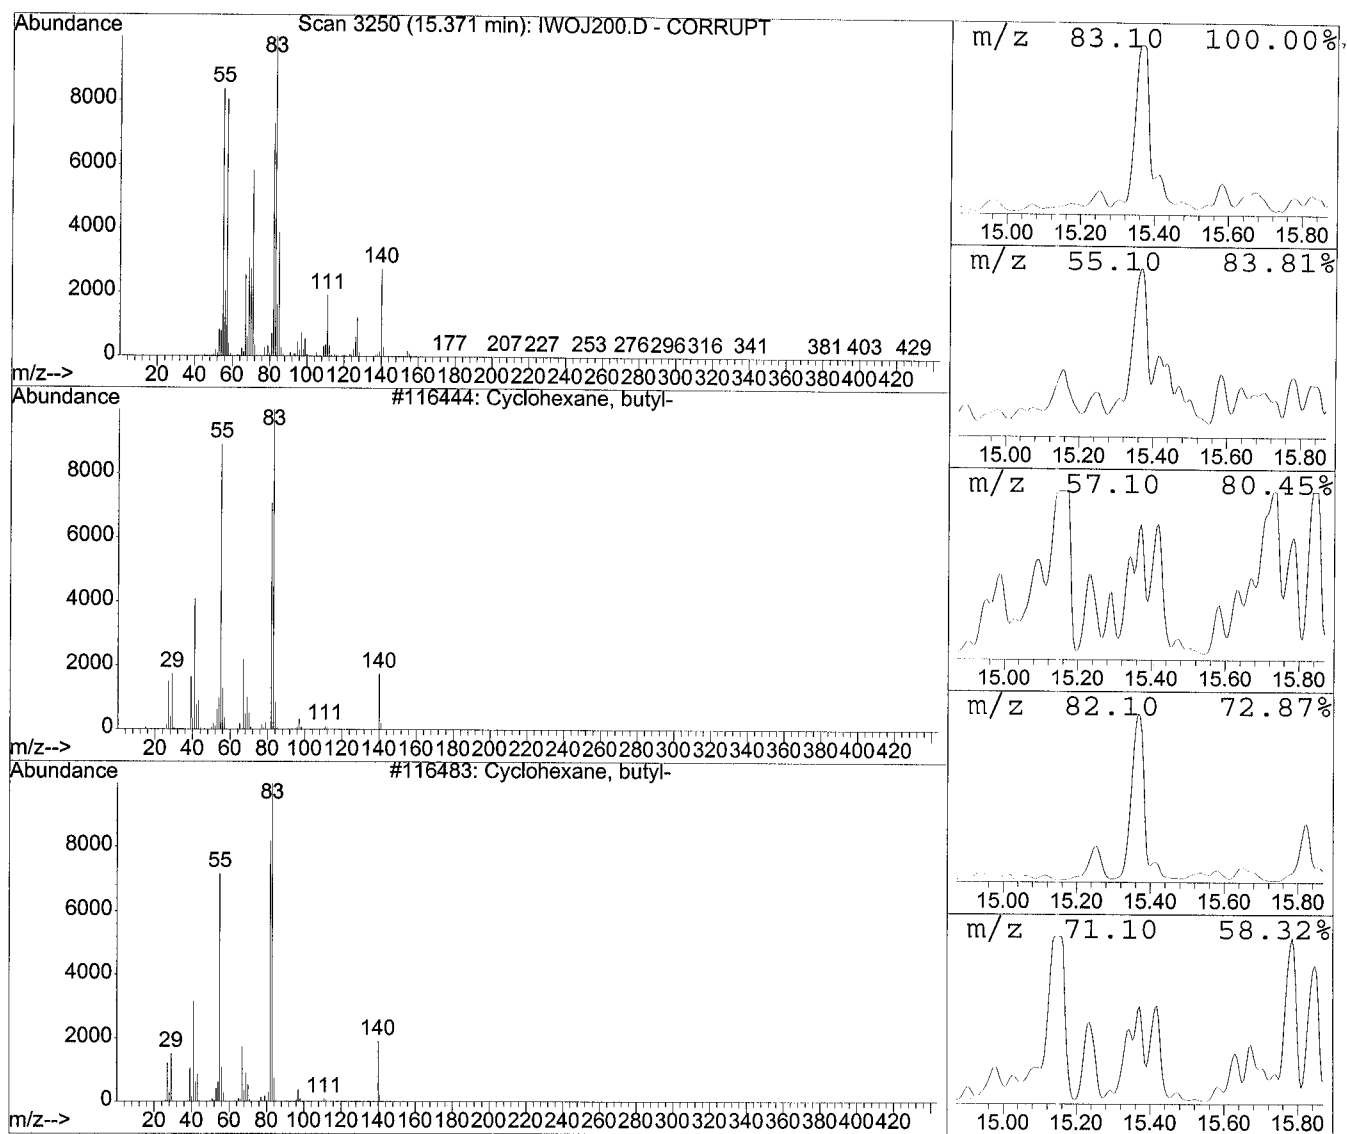 Abundance
Scan 3250 (15.371 min): IWOJ200.D - CORRUPT
83
55
8000
6000
4000
140
111
2000
177 207 227 253 276 296 316 341 381 403 429
0
m/z-->
20 40 60 80 100 120 140 160 180 200 220 240 260 280 300 320 340 360 380 400 420
Abundance
#116444: Cyclohexane, butyl-
83
55
8000
6000
4000
2000
29
140
111
0
m/z-->
20 40 60 80 100 120 140 160 180 200 220 240 260 280 300 320 340 360 380 400 420
Abundance
#116483: Cyclohexane, butyl-
83
55
8000
6000
4000
2000
29
140
111
0
m/z-->
20 40 60 80 100 120 140 160 180 200 220 240 260 280 300 320 340 360 380 400 420
m/z 83.10 100.00%
15.00 15.20 15.40 15.60 15.80
m/z 55.10 83.81%
15.00 15.20 15.40 15.60 15.80
m/z 57.10 80.45%
15.00 15.20 15.40 15.60 15.80
m/z 82.10 72.87%
15.00 15.20 15.40 15.60 15.80
m/z 71.10 58.32%
15.00 15.20 15.40 15.60 15.80